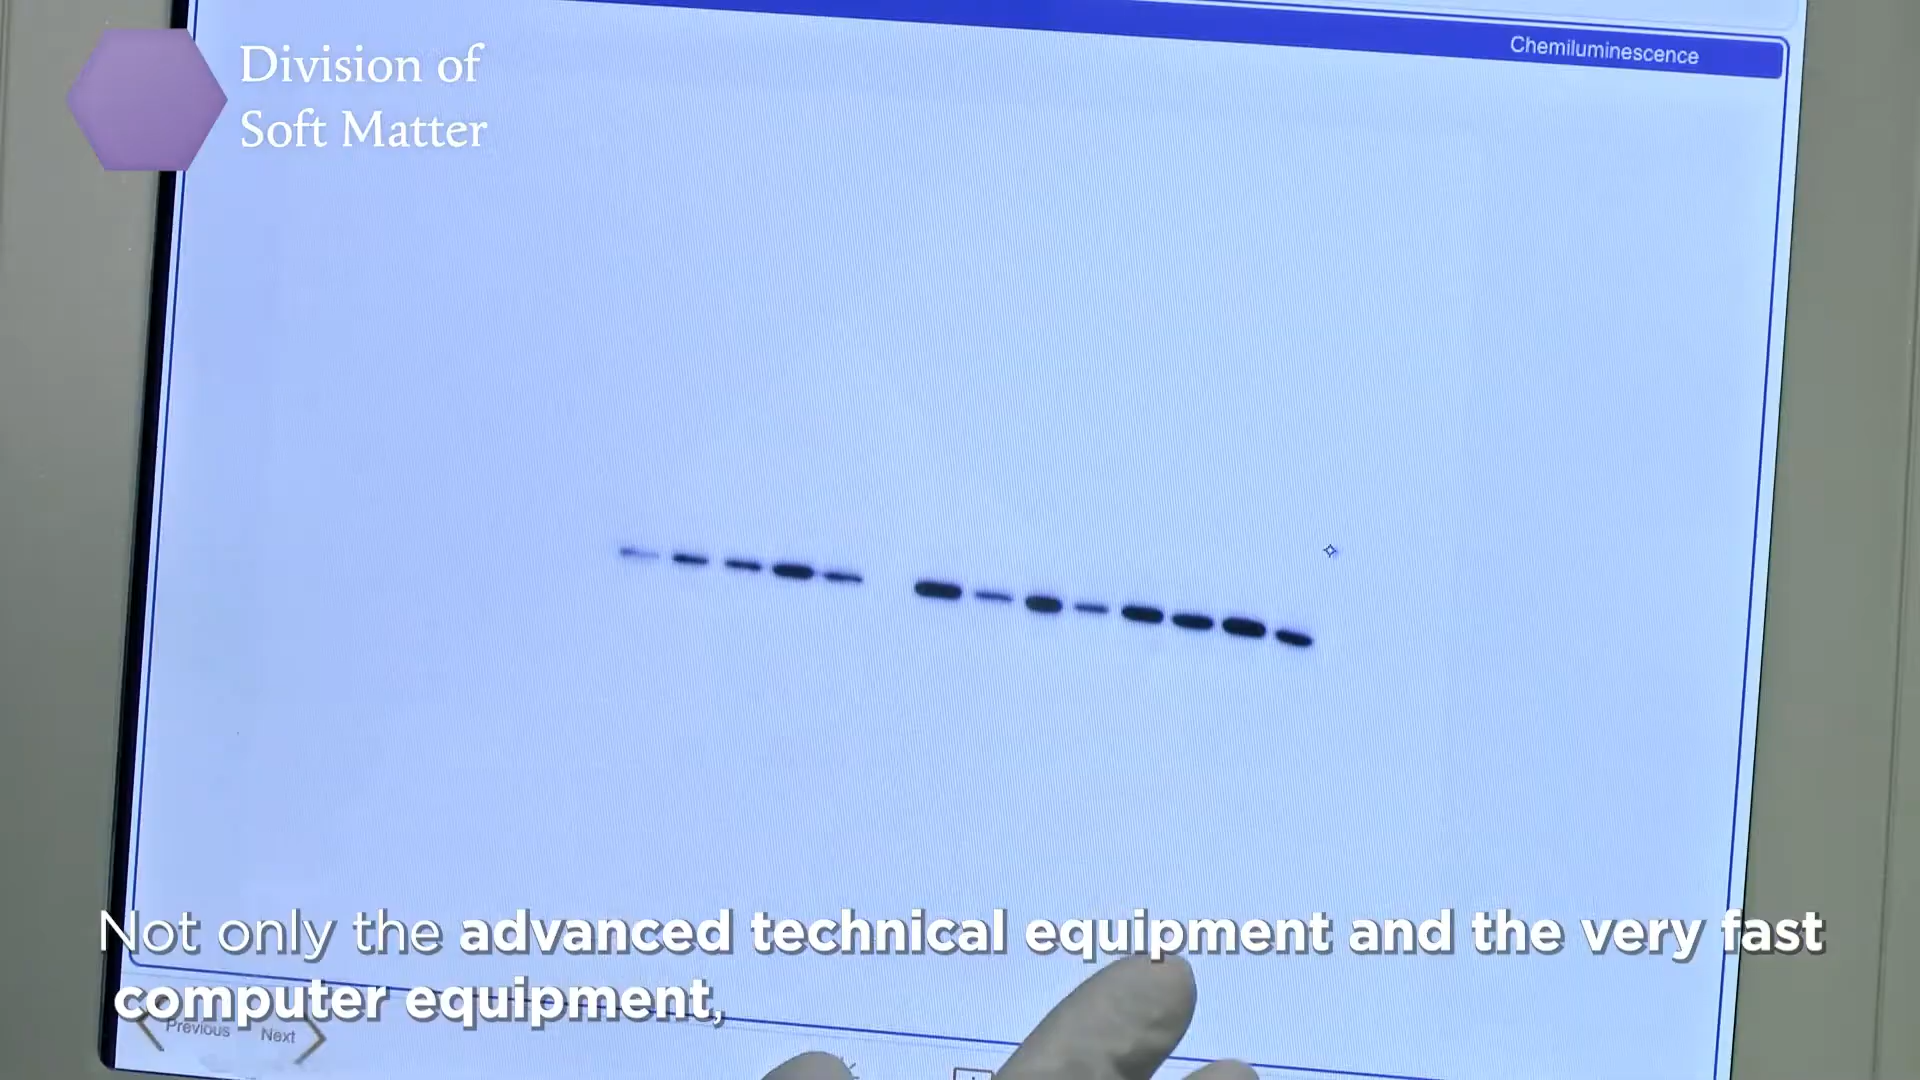 Chemiluminescence
Division of
Soft Matter
Not only the advanced technical equipment and the very fast
computer equipment,
Previous
Next